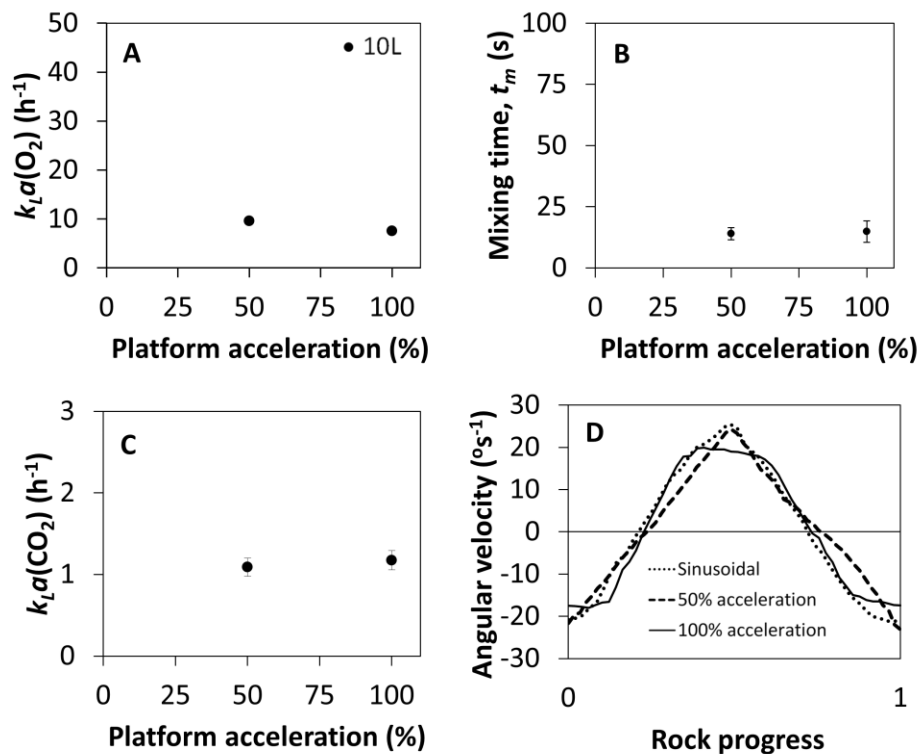 A
10L
kLa(O2) (h-1)
50
40
30
20
10
0
0 25 50 75 100
Platform acceleration (%)
B
Mixing time, tm (s)
100
75
50
25
0
0 25 50 75 100
Platform acceleration (%)
C
kLa(CO2) (h-1)
3
2
1
0
0 25 50 75 100
Platform acceleration (%)
D
Angular velocity (os-1)
30
20
10
0
-10
-20
-30
Sinusoidal
50% acceleration
100% acceleration
0 1
Rock progress